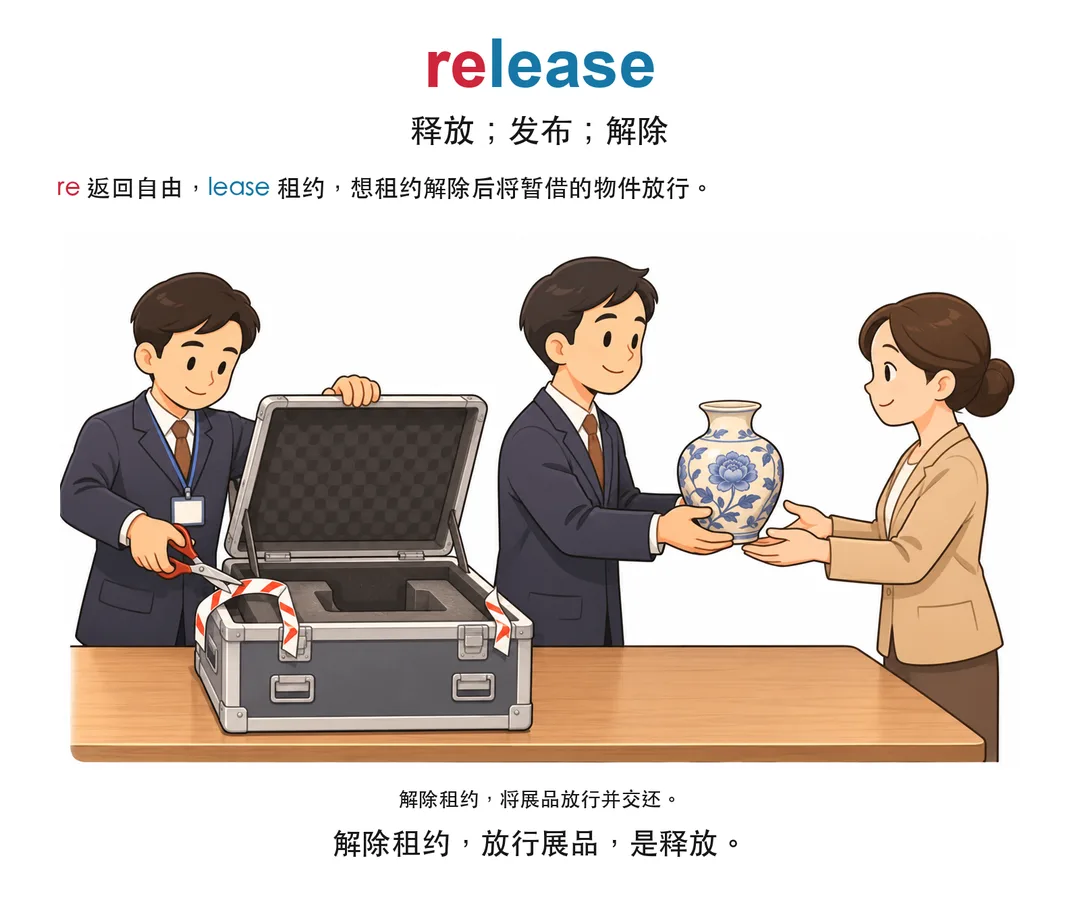 release
释放；发布；解除
re 返回自由，lease 租约，想租约解除后将暂借的物件放行。
解除租约，将展品放行并交还。
解除租约，放行展品，是释放。